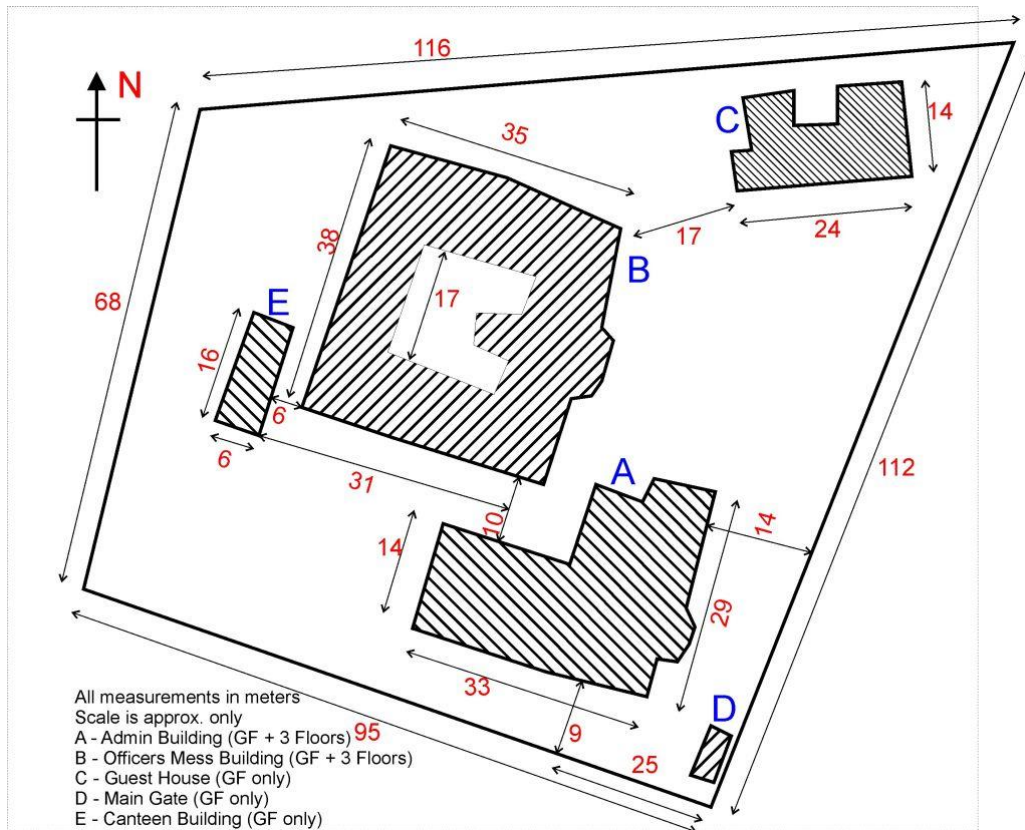 116
N
C
14
35
24
17
B
38
17
68
E
16
6
6
31
A
10
14
14
112
29
33
9
D
25
95
All measurements in meters
Scale is approx. only
A - Admin Building (GF + 3 Floors)
B - Officers Mess Building (GF + 3 Floors)
C - Guest House (GF only)
D - Main Gate (GF only)
E - Canteen Building (GF only)